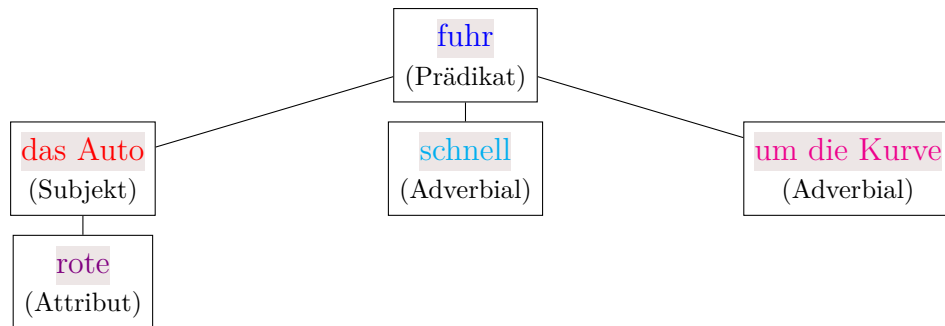 fuhr
(Prädikat)
das Auto
(Subjekt)
schnell
(Adverbial)
um die Kurve
(Adverbial)
rote
(Attribut)